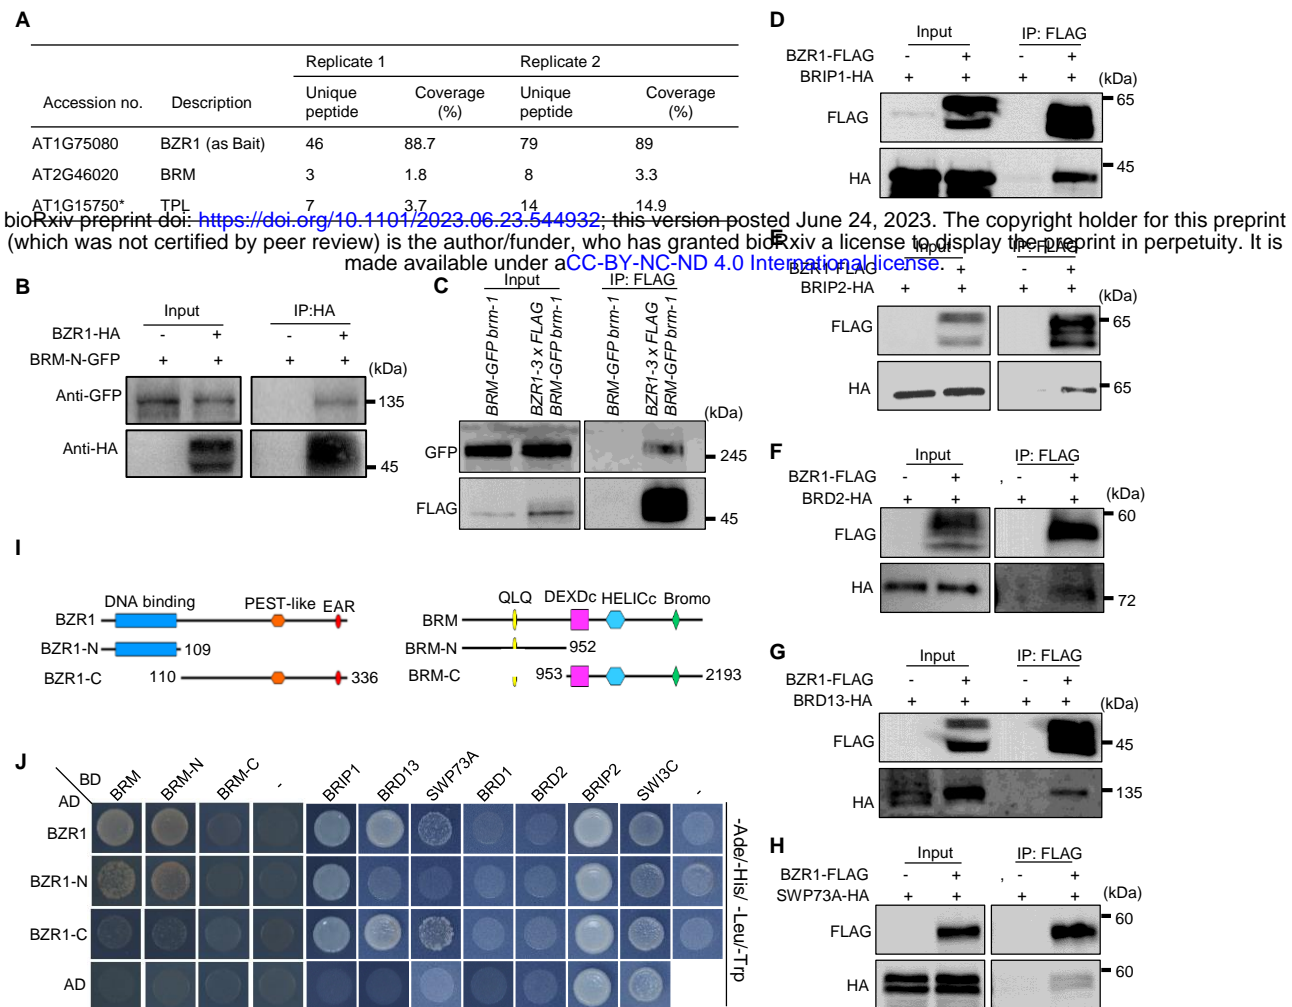 A
Replicate 1 Replicate 2
Accession no. Description Unique peptide Coverage (%) Unique peptide Coverage (%)
AT1G75080 BZR1 (as Bait) 46 88.7 79 89
AT2G46020 BRM 3 1.8 8 3.3
AT1G15750* TPL 7 3.7 14 14.9
bioRxiv preprint doi: https://doi.org/10.1101/2023.06.23.544932; this version posted June 24, 2023. The copyright holder for this preprint
(which was not certified by peer review) is the author/funder, who has granted bioRxiv a license to display the preprint in perpetuity. It is
made available under aCC-BY-NC-ND 4.0 International license.
B
Input IP:HA
BZR1-HA - + - +
BRM-N-GFP + + + +
(kDa)
Anti-GFP 135
Anti-HA 45
C
Input IP: FLAG
BRM-GFP brm-1
BZR1-3 x FLAG
BRM-GFP brm-1
BRM-GFP brm-1
BZR1-3 x FLAG
BRM-GFP brm-1
(kDa)
GFP 245
FLAG 45
D
Input IP: FLAG
BZR1-FLAG - + - +
BRIP1-HA + + + + (kDa)
FLAG 65
HA 45
E
Input IP: FLAG
BZR1-FLAG - + - +
BRIP2-HA + + + + (kDa)
FLAG 65
HA 65
F
Input IP: FLAG
BZR1-FLAG - + , - +
BRD2-HA + + + + (kDa)
FLAG 60
HA 72
G
Input IP: FLAG
BZR1-FLAG - + - +
BRD13-HA + + + + (kDa)
FLAG 45
HA 135
H
Input IP: FLAG
BZR1-FLAG - + , - +
SWP73A-HA + + + + (kDa)
FLAG 60
HA 60
I
DNA binding PEST-like EAR
BZR1
BZR1-N 109
BZR1-C 110 336
QLQ DEXDc HELICc Bromo
BRM
BRM-N 952
BRM-C 953 2193
J
BD
AD
BRM BRM-N BRM-C - BRIP1 BRD13 SWP73A BRD1 BRD2 BRIP2 SWI3C -
BZR1
BZR1-N
BZR1-C
AD
-Ade/-His/ -Leu/-Trp